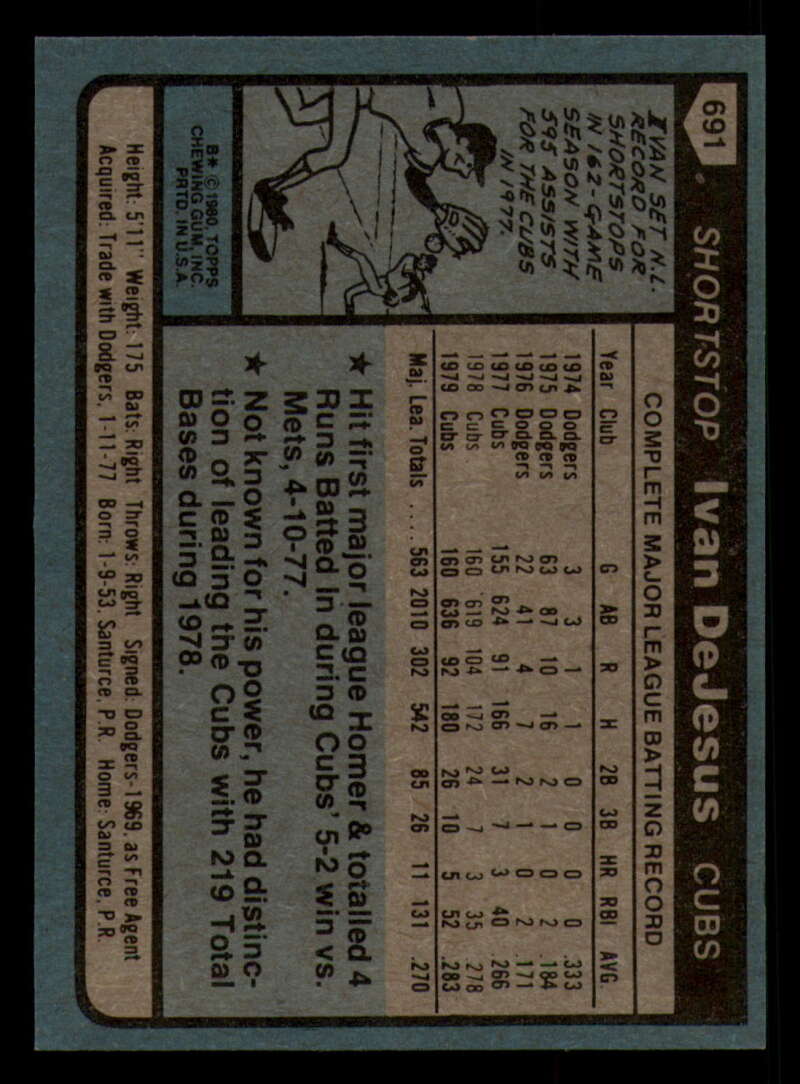 691
SHORTSTOP Ivan DeJesus CUBS
IVAN SET N.L.
RECORD FOR
SHORTSTOPS
IN 162-GAME
SEASON WITH
595 ASSISTS
FOR THE CUBS
IN 1977.
B* © 1980 TOPPS
CHEWING GUM, INC.
PRTD. IN U.S.A.
COMPLETE MAJOR LEAGUE BATTING RECORD
Year Club G AB R H 2B 3B HR RBI AVG.
1974 Dodgers 3 3 1 1 0 0 0 0 .333
1975 Dodgers 63 87 10 16 2 1 0 2 .184
1976 Dodgers 22 41 4 7 2 1 0 2 .171
1977 Cubs 155 624 91 166 31 7 3 40 .266
1978 Cubs 160 619 104 172 24 7 3 35 .278
1979 Cubs 160 636 92 180 26 10 5 52 .283
Maj. Lea. Totals .... 563 2010 302 542 85 26 11 131 .270
★ Hit first major league Homer & totalled 4
Runs Batted In during Cubs' 5-2 win vs.
Mets, 4-10-77.
★ Not known for his power, he had distinc-
tion of leading the Cubs with 219 Total
Bases during 1978.
Height: 5'11" Weight: 175 Bats: Right Throws: Right Signed: Dodgers-1969, as Free Agent
Acquired: Trade with Dodgers, 1-11-77 Born: 1-9-53, Santurce, P.R. Home: Santurce, P.R.